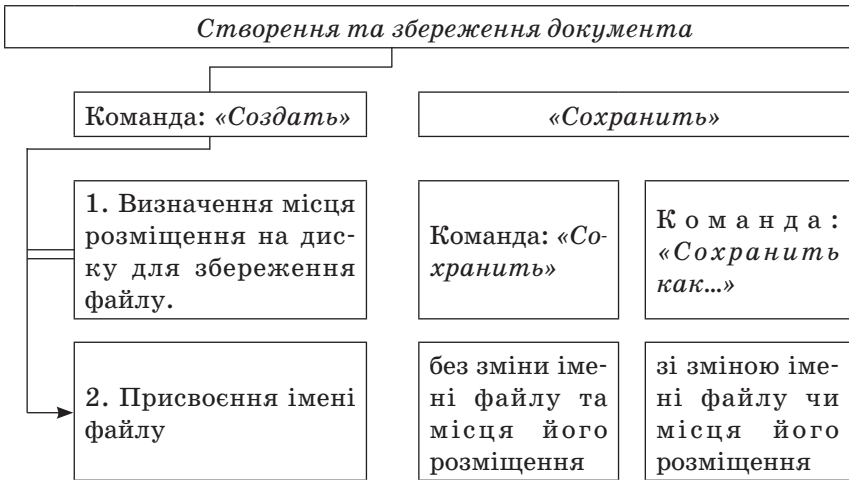 Створення та збереження документа
Команда: «Создать»
«Сохранить»
1. Визначення місця
розміщення на дис-
ку для збереження
файлу.
Команда: «Со-
хранить»
Команда:
«Сохранить
как...»
2. Присвоєння імені
файлу
без зміни іме-
ні файлу та
місця його
розміщення
зі зміною іме-
ні файлу чи
місця його
розміщення